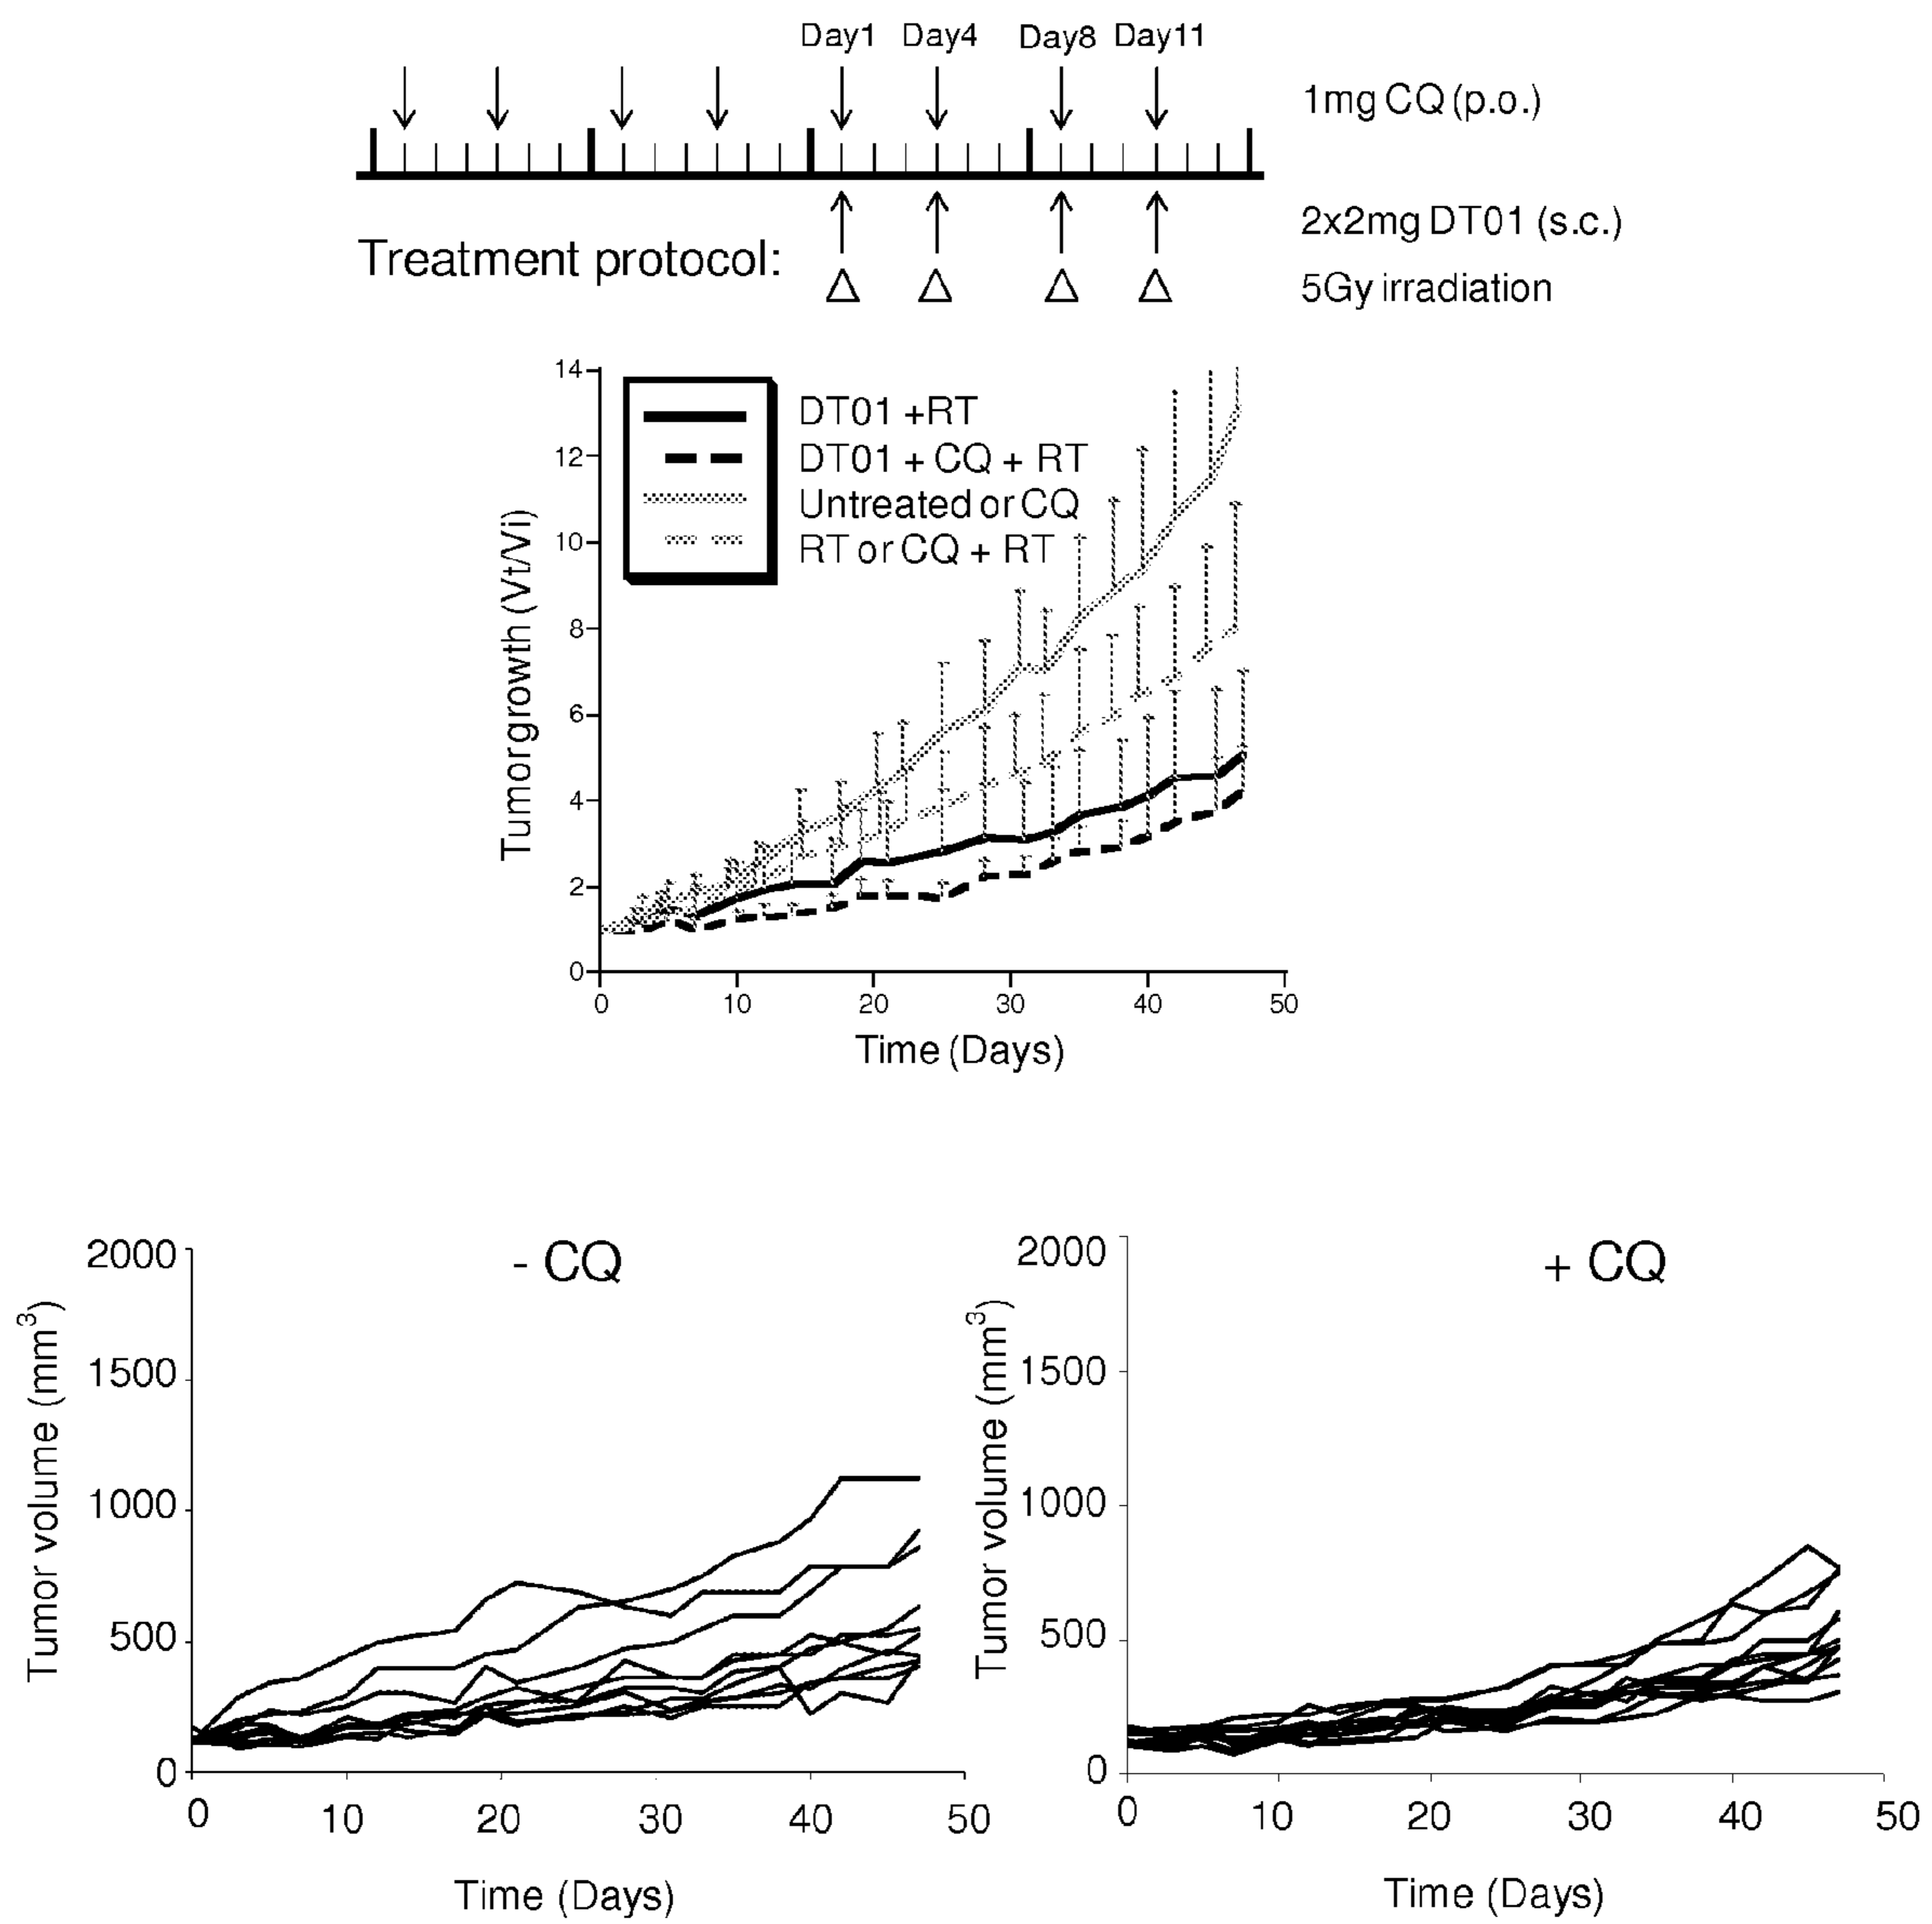 Day1 Day4 Day8 Day11
1mg CQ (p.o.)
2x2mg DT01 (s.c.)
Treatment protocol:
5Gy irradiation
14
12
10
8
6
4
2
0
Tumorgrowth (Vt/Vi)
DT01 +RT
DT01 + CQ + RT
Untreated or CQ
RT or CQ + RT
0 10 20 30 40 50
Time (Days)
- CQ
2000
1500
1000
500
0
Tumor volume (mm³)
0 10 20 30 40 50
Time (Days)
+ CQ
2000
1500
1000
500
0
Tumor volume (mm³)
0 10 20 30 40 50
Time (Days)